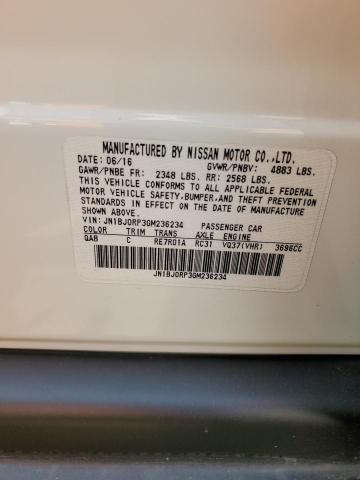 MANUFACTURED BY NISSAN MOTOR CO.,LTD.
DATE: 06/16 GVWR/PNBV: 4883 LBS.
GAWR/PNBE FR: 2348 LBS. RR: 2568 LBS.
THIS VEHICLE CONFORMS TO ALL APPLICABLE FEDERAL
MOTOR VEHICLE SAFETY,BUMPER,AND THEFT PREVENTION
STANDARDS IN EFFECT ON THE DATE OF MANUFACTURE
SHOWN ABOVE.
VIN: JN1BJ0RP3GM236234 PASSENGER CAR
COLOR TRIM TRANS AXLE ENGINE
QAB C RE7R01A RC31 VQ37(VHR) 3696CC
JN1BJ0RP3GM236234